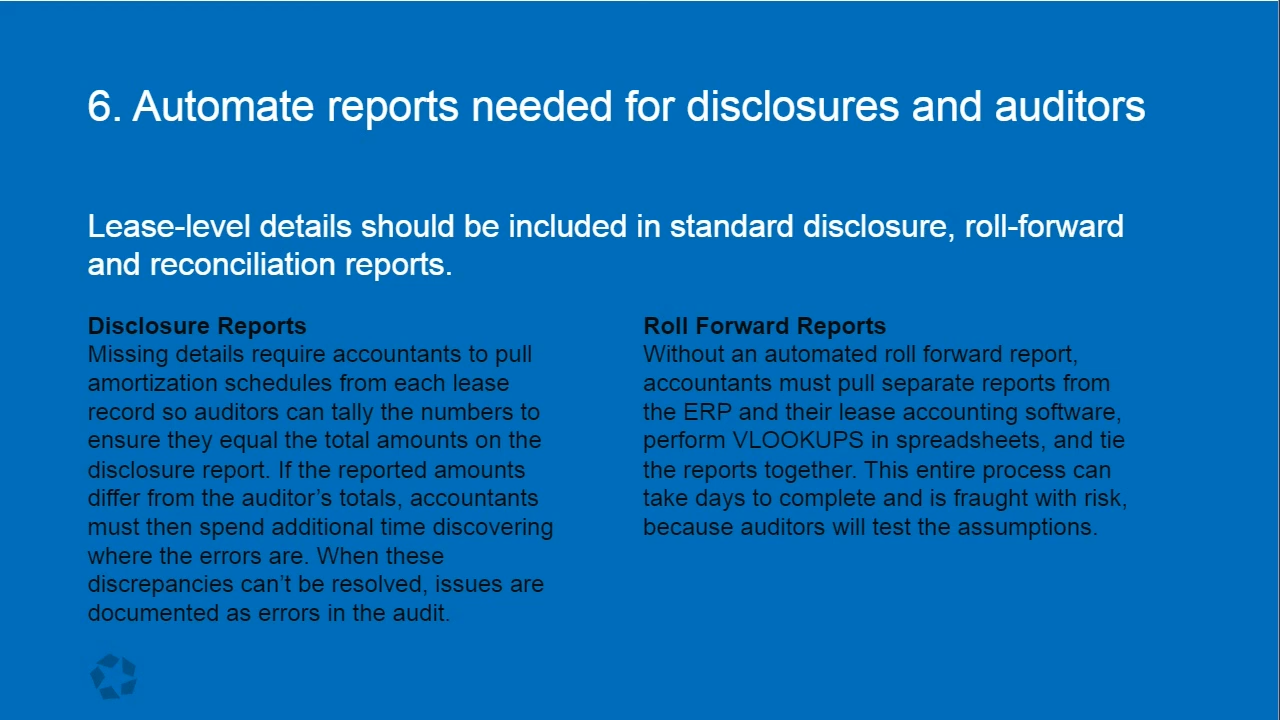 6. Automate reports needed for disclosures and auditors
Lease-level details should be included in standard disclosure, roll-forward
and reconciliation reports.
Disclosure Reports
Missing details require accountants to pull
amortization schedules from each lease
record so auditors can tally the numbers to
ensure they equal the total amounts on the
disclosure report. If the reported amounts
differ from the auditor’s totals, accountants
must then spend additional time discovering
where the errors are. When these
discrepancies can’t be resolved, issues are
documented as errors in the audit.
Roll Forward Reports
Without an automated roll forward report,
accountants must pull separate reports from
the ERP and their lease accounting software,
perform VLOOKUPS in spreadsheets, and tie
the reports together. This entire process can
take days to complete and is fraught with risk,
because auditors will test the assumptions.